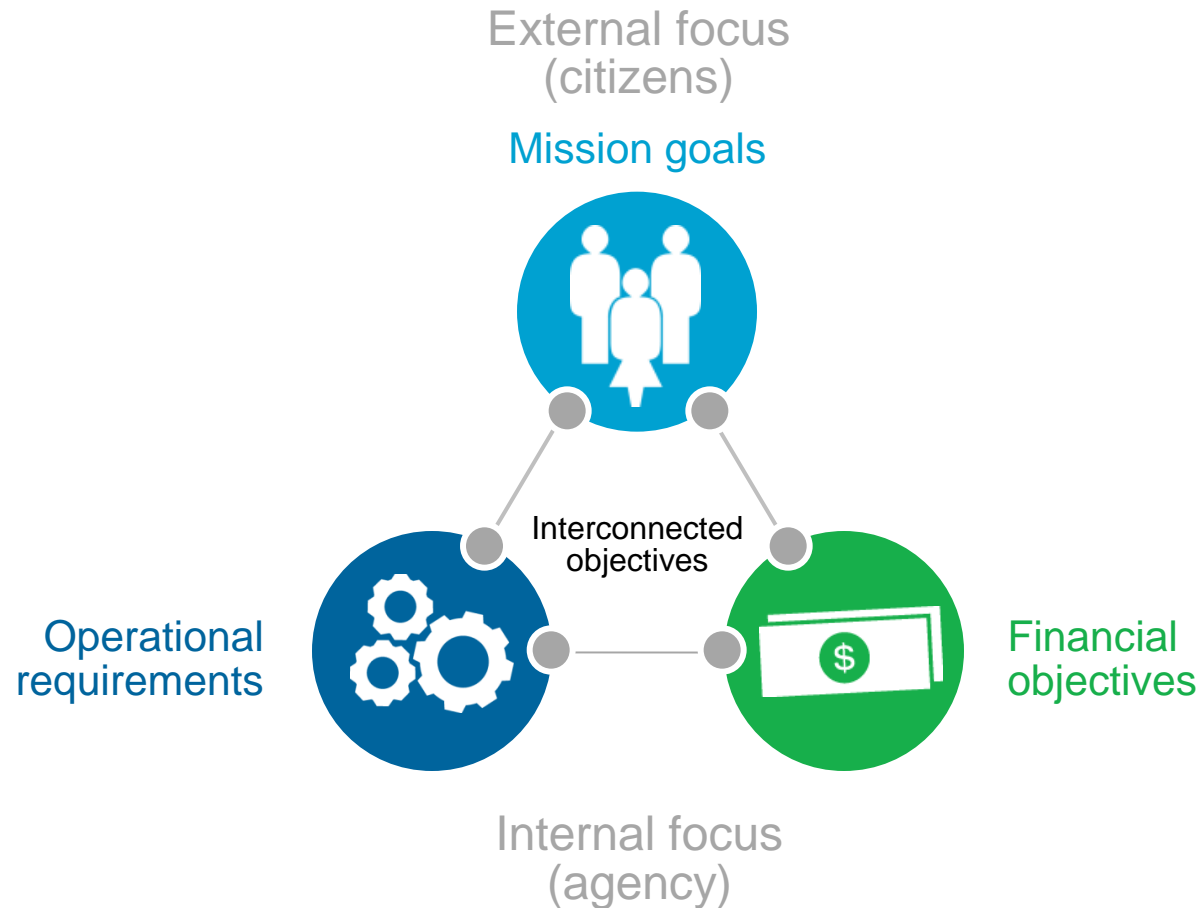 External focus
(citizens)
Mission goals
Interconnected
objectives
Operational
requirements
$
Financial
objectives
Internal focus
(agency)